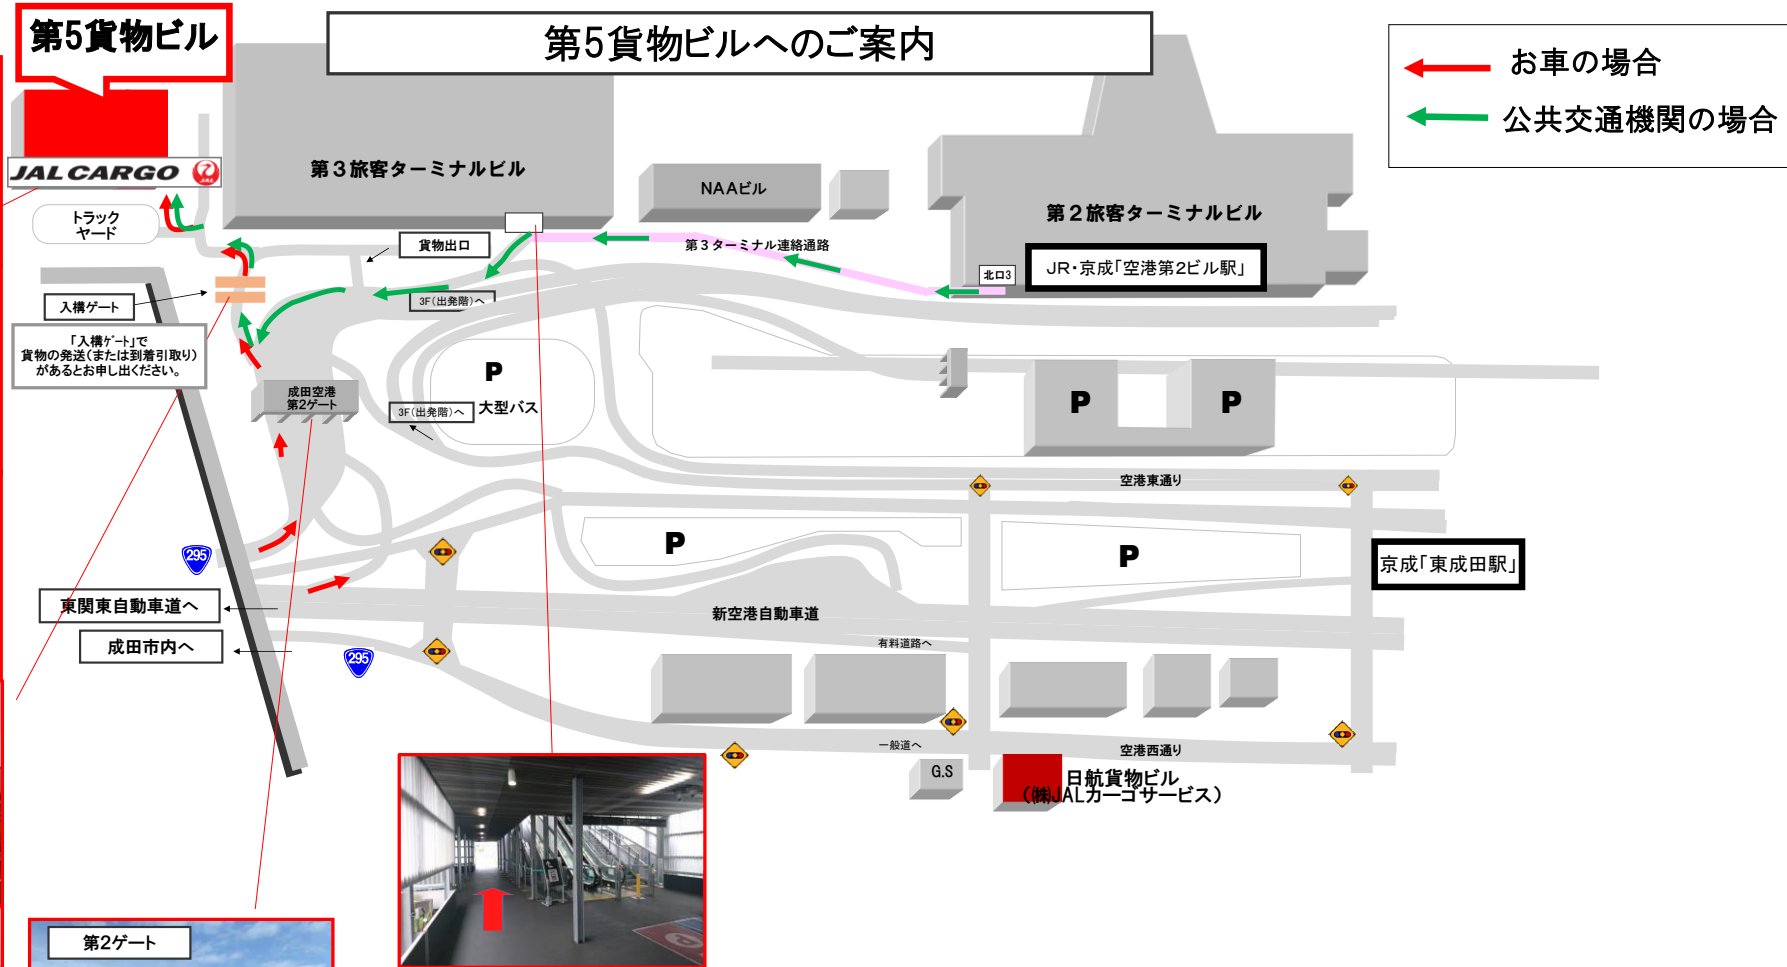 第5貨物ビル
第5貨物ビルへのご案内
お車の場合
公共交通機関の場合
JAL CARGO
JAL
第３旅客ターミナルビル
NAAビル
第２旅客ターミナルビル
トラック
ヤード
貨物出口
第３ターミナル連絡通路
北口3
JR・京成「空港第2ビル駅」
入構ゲート
3F（出発階）へ
「入構ゲート」で
貨物の発送（または到着引取り）
があるとお申し出ください。
成田空港
第2ゲート
P
大型バス
3F（出発階）へ
P
P
空港東通り
P
P
295
京成「東成田駅」
東関東自動車道へ
新空港自動車道
成田市内へ
295
有料道路へ
一般道へ
空港西通り
G.S
日航貨物ビル
（㈱JALカーゴサービス）
第2ゲート